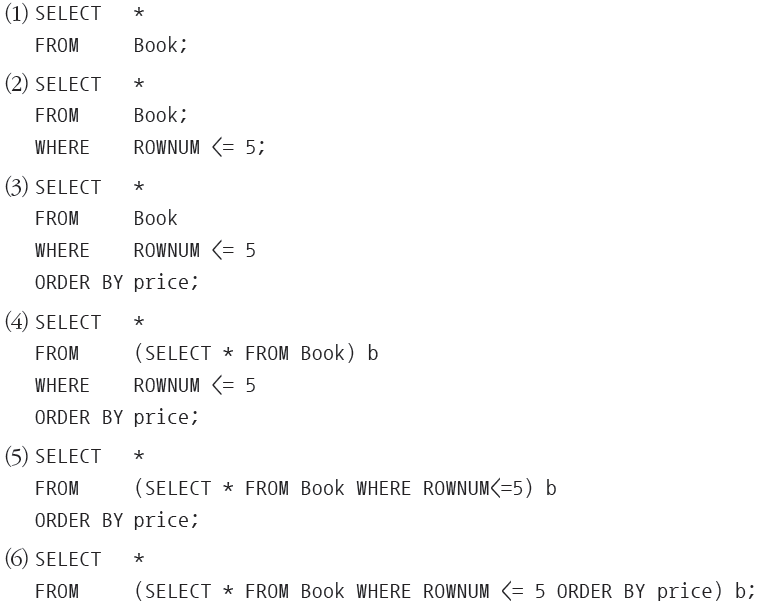 (1) SELECT *
FROM Book;
(2) SELECT *
FROM Book;
WHERE ROWNUM <= 5;
(3) SELECT *
FROM Book
WHERE ROWNUM <= 5
ORDER BY price;
(4) SELECT *
FROM (SELECT * FROM Book) b
WHERE ROWNUM <= 5
ORDER BY price;
(5) SELECT *
FROM (SELECT * FROM Book WHERE ROWNUM<=5) b
ORDER BY price;
(6) SELECT *
FROM (SELECT * FROM Book WHERE ROWNUM <= 5 ORDER BY price) b;